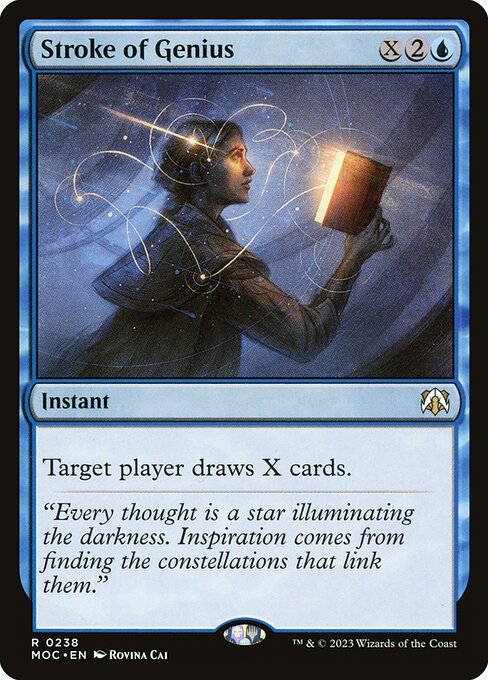 Stroke of Genius X2
Instant
Target player draws X cards.
“Every thought is a star illuminating
the darkness. Inspiration comes from
finding the constellations that link
them.”
R 0238
MOC • EN Rovina Cai ™ & © 2023 Wizards of the Coast